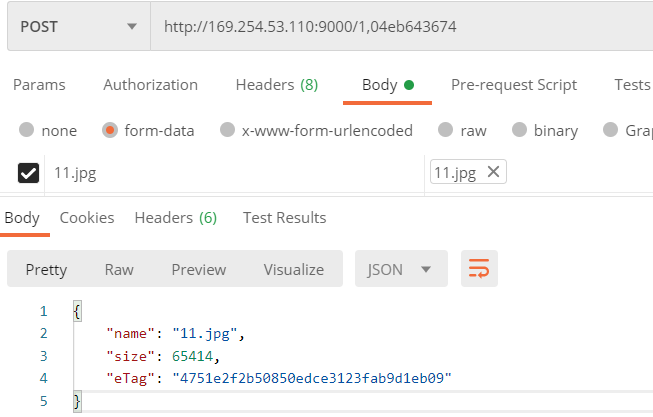 POST http://169.254.53.110:9000/1,04eb643674
Params Authorization Headers (8) Body Pre-request Script Tests
none form-data x-www-form-urlencoded raw binary Gra
11.jpg 11.jpg
Body Cookies Headers (6) Test Results
Pretty Raw Preview Visualize JSON
1 {
2 "name": "11.jpg",
3 "size": 65414,
4 "eTag": "4751e2f2b50850edce3123fab9d1eb09"
5 }